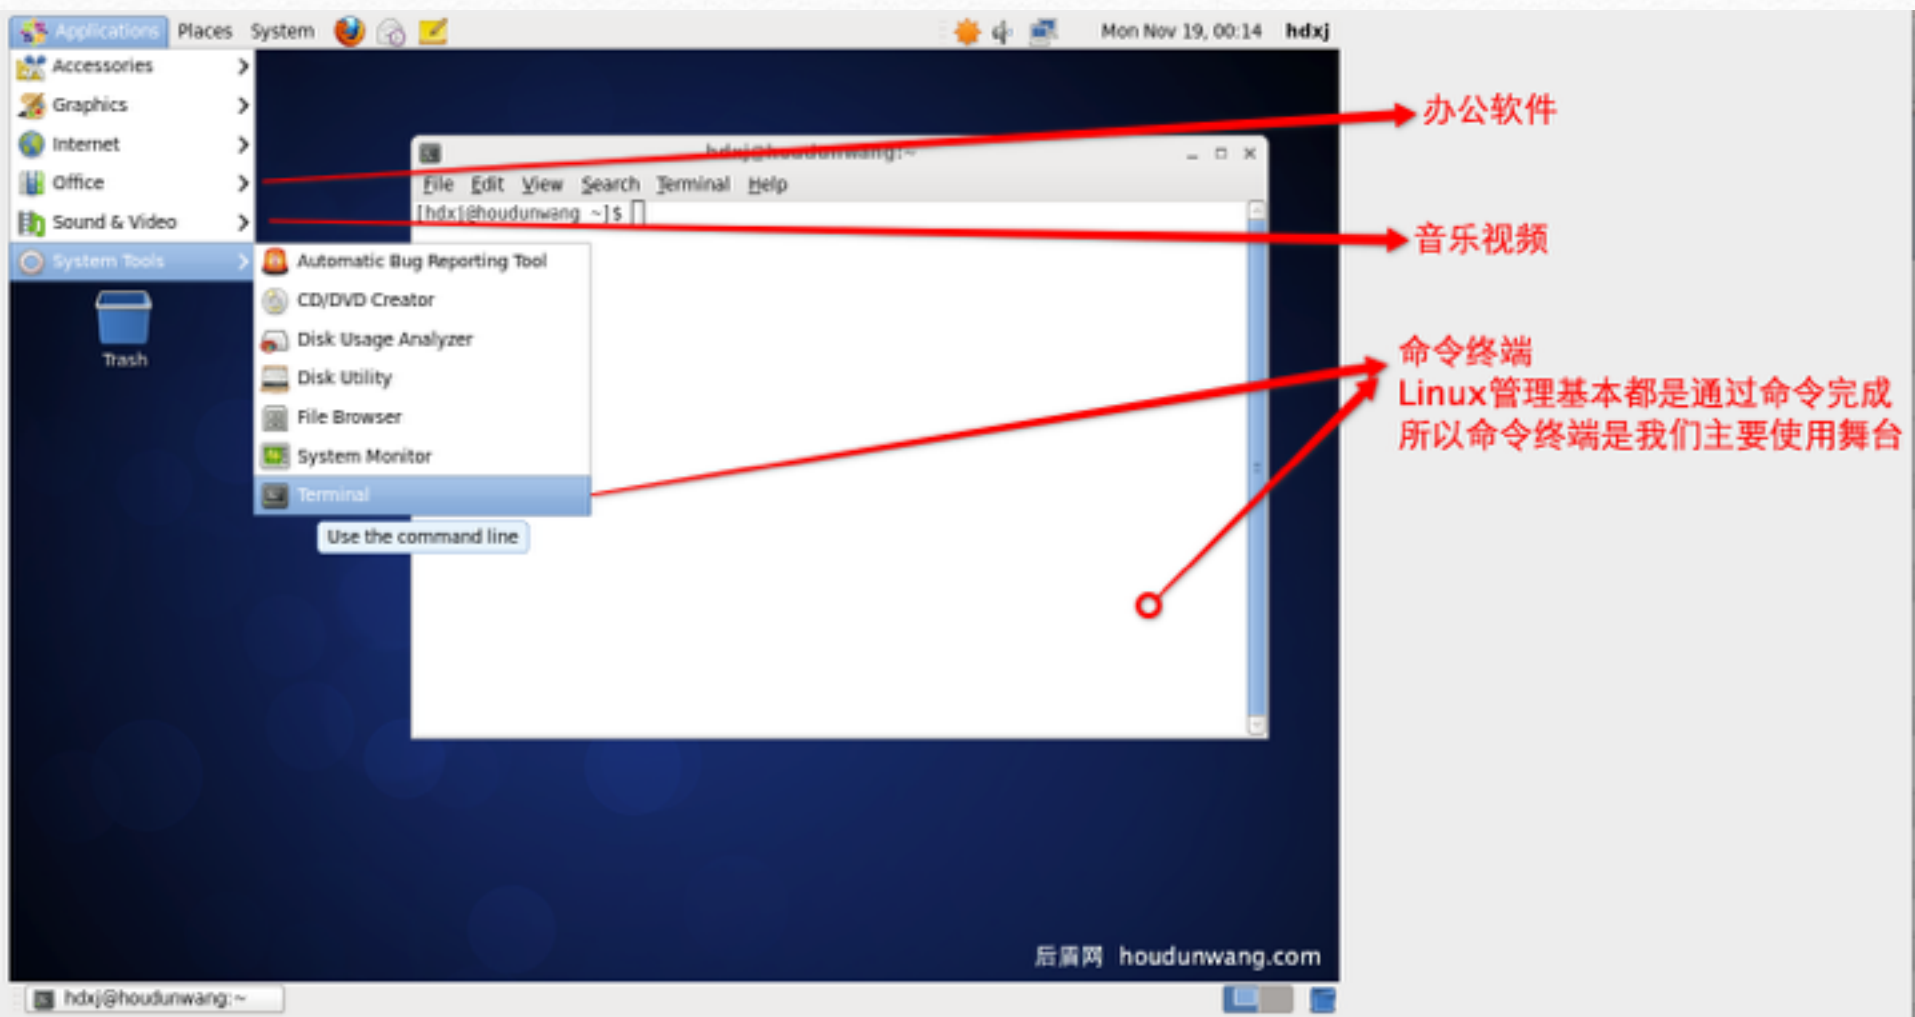 Applications Places System
Mon Nov 19, 00:14 hdxj
Accessories
Graphics
Internet
Office
Sound & Video
System Tools
Automatic Bug Reporting Tool
CD/DVD Creator
Disk Usage Analyzer
Disk Utility
File Browser
System Monitor
Terminal
Use the command line
Trash
hdxj@houdunwang:~
File Edit View Search Terminal Help
[hdxj@houdunwang ~]$
办公软件
音乐视频
命令终端
Linux管理基本都是通过命令完成
所以命令终端是我们主要使用舞台
后盾网 houdunwang.com
hdxj@houdunwang:~